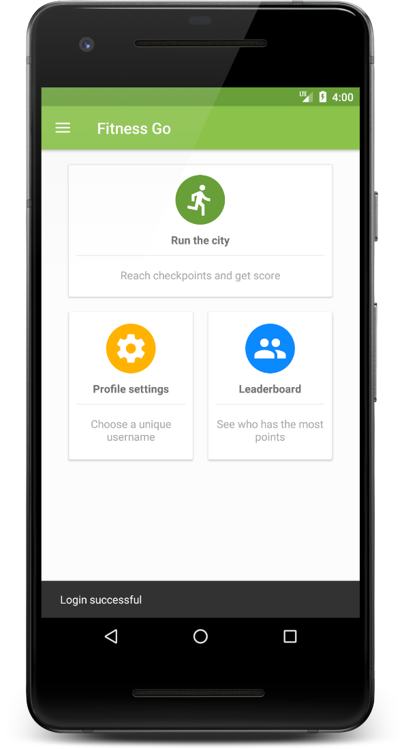 LTE 4:00
Fitness Go
Run the city
Reach checkpoints and get score
Profile settings
Choose a unique
username
Leaderboard
See who has the most
points
Login successful